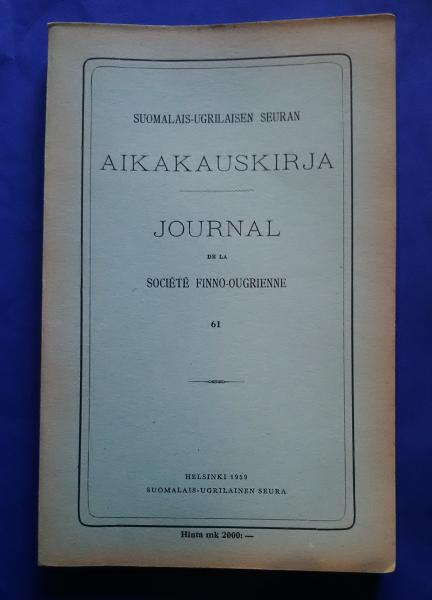 SUOMALAIS-UGRILAISEN SEURAN
AIKAKAUSKIRJA
JOURNAL
DE LA
SOCIÉTÉ FINNO-OUGRIENNE
61
HELSINKI 1959
SUOMALAIS-UGRILAINEN SEURA
Hinta mk 2000: —